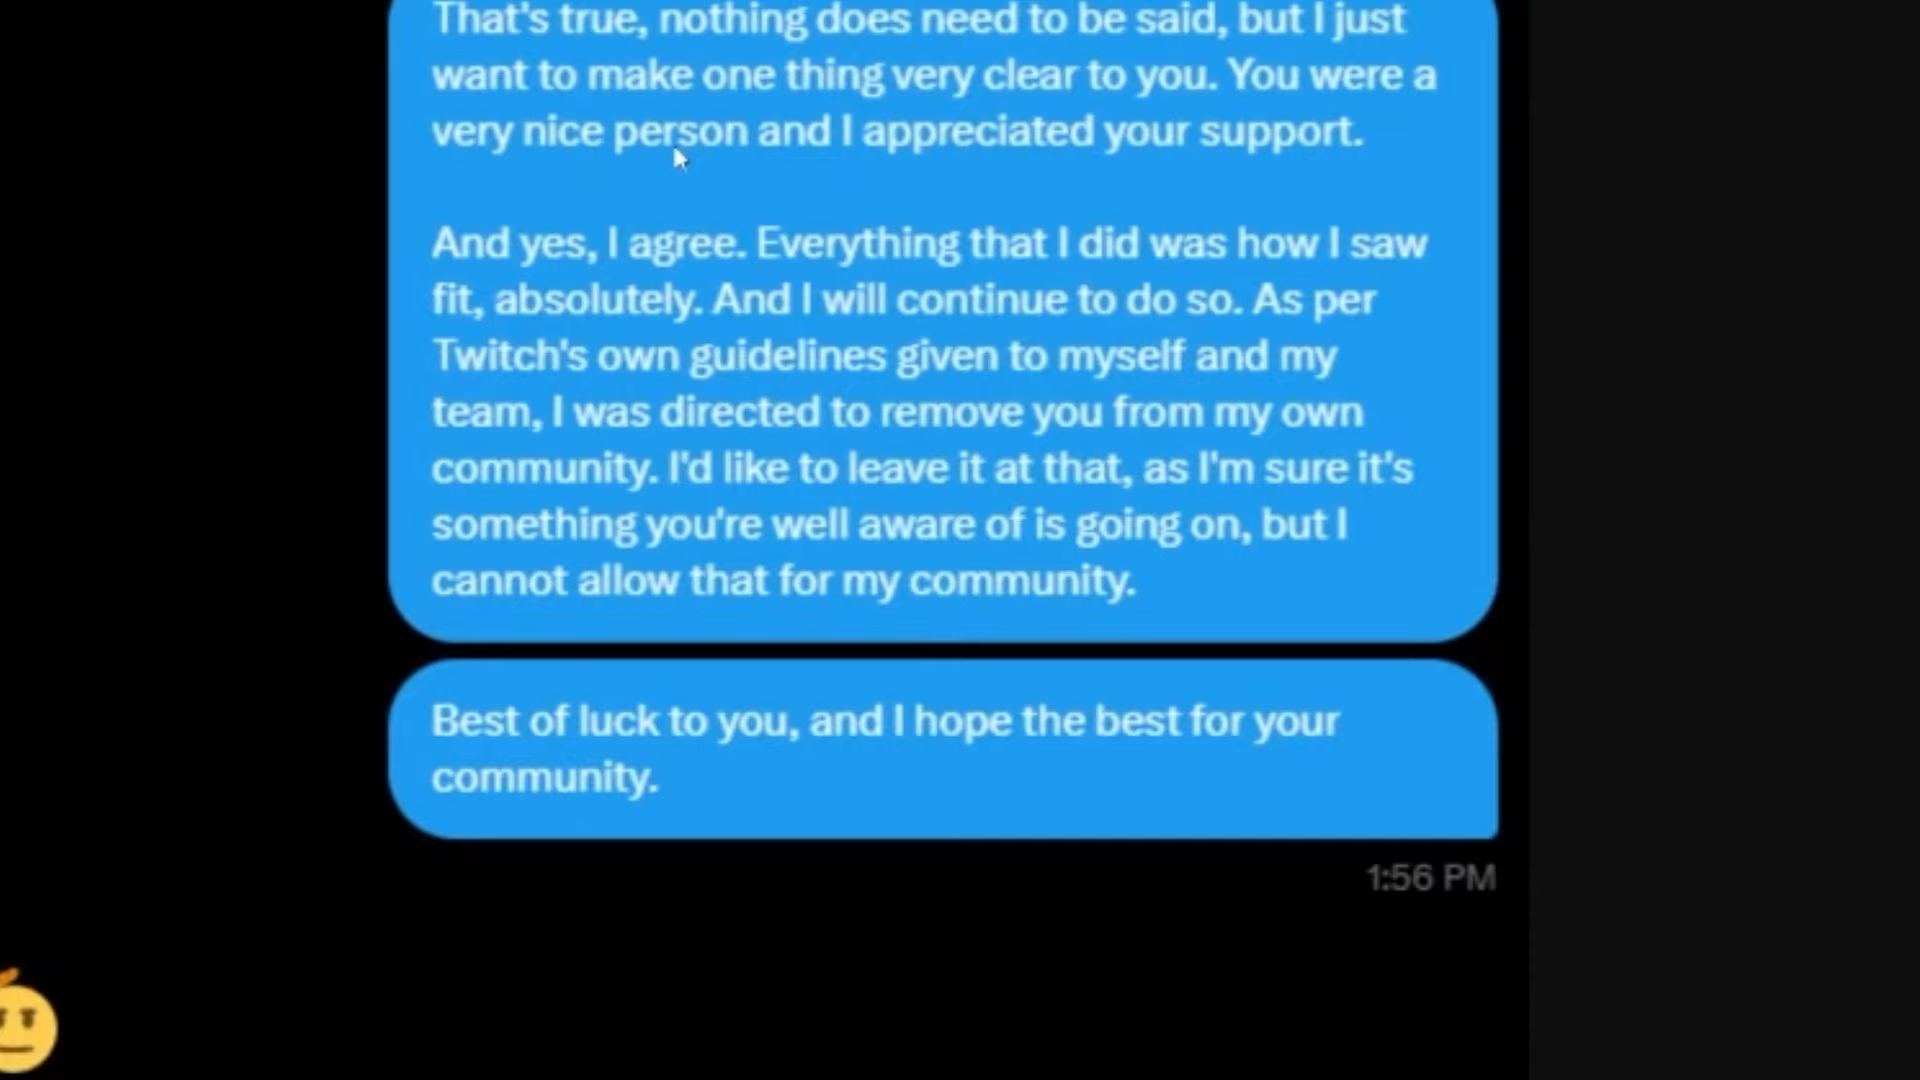 That's true, nothing does need to be said, but I just
want to make one thing very clear to you. You were a
very nice person and I appreciated your support.
And yes, I agree. Everything that I did was how I saw
fit, absolutely. And I will continue to do so. As per
Twitch's own guidelines given to myself and my
team, I was directed to remove you from my own
community. I'd like to leave it at that, as I'm sure it's
something you're well aware of is going on, but I
cannot allow that for my community.
Best of luck to you, and I hope the best for your
community.
1:56 PM